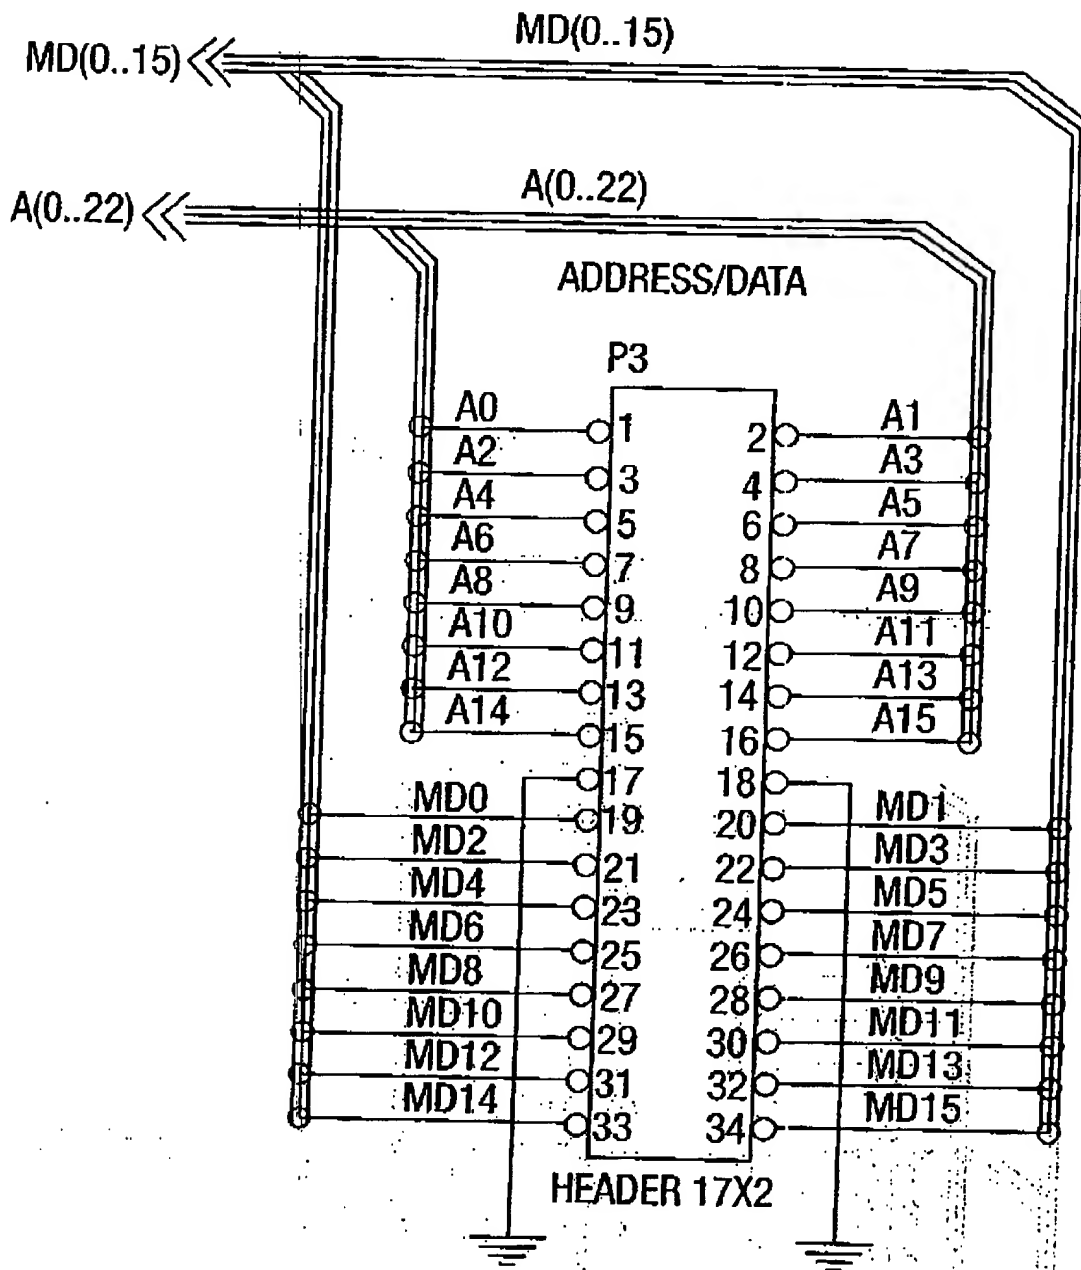 MD(0..15)
MD(0..15)
A(0..22)
A(0..22)
ADDRESS/DATA
P3
A0 1 2 A1
A2 3 4 A3
A4 5 6 A5
A6 7 8 A7
A8 9 10 A9
A10 11 12 A11
A12 13 14 A13
A14 15 16 A15
17 18
MD0 19 20 MD1
MD2 21 22 MD3
MD4 23 24 MD5
MD6 25 26 MD7
MD8 27 28 MD9
MD10 29 30 MD11
MD12 31 32 MD13
MD14 33 34 MD15
HEADER 17X2